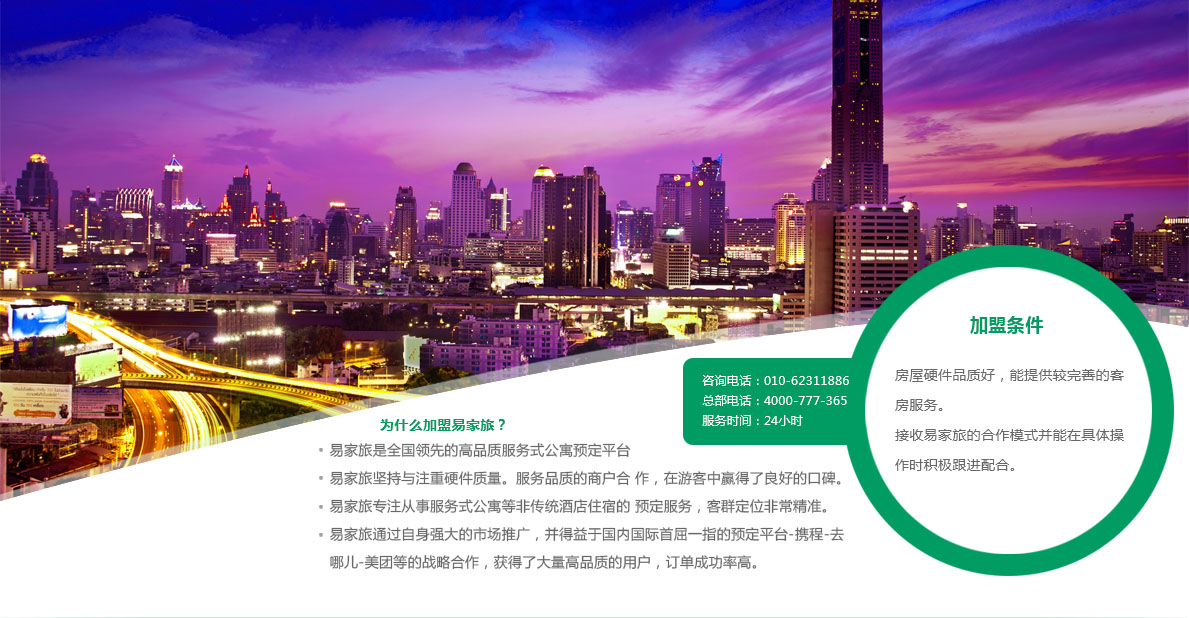 咨询电话：010-62311886
总部电话：4000-777-365
服务时间：24小时
加盟条件
房屋硬件品质好，能提供较完善的客
房服务。
接收易家旅的合作模式并能在具体操
作时积极跟进配合。
为什么加盟易家旅？
• 易家旅是全国领先的高品质服务式公寓预定平台
• 易家旅坚持与注重硬件质量。服务品质的商户合 作，在游客中赢得了良好的口碑。
• 易家旅专注从事服务式公寓等非传统酒店住宿的 预定服务，客群定位非常精准。
• 易家旅通过自身强大的市场推广，并得益于国内国际首屈一指的预定平台-携程-去
哪儿-美团等的战略合作，获得了大量高品质的用户，订单成功率高。